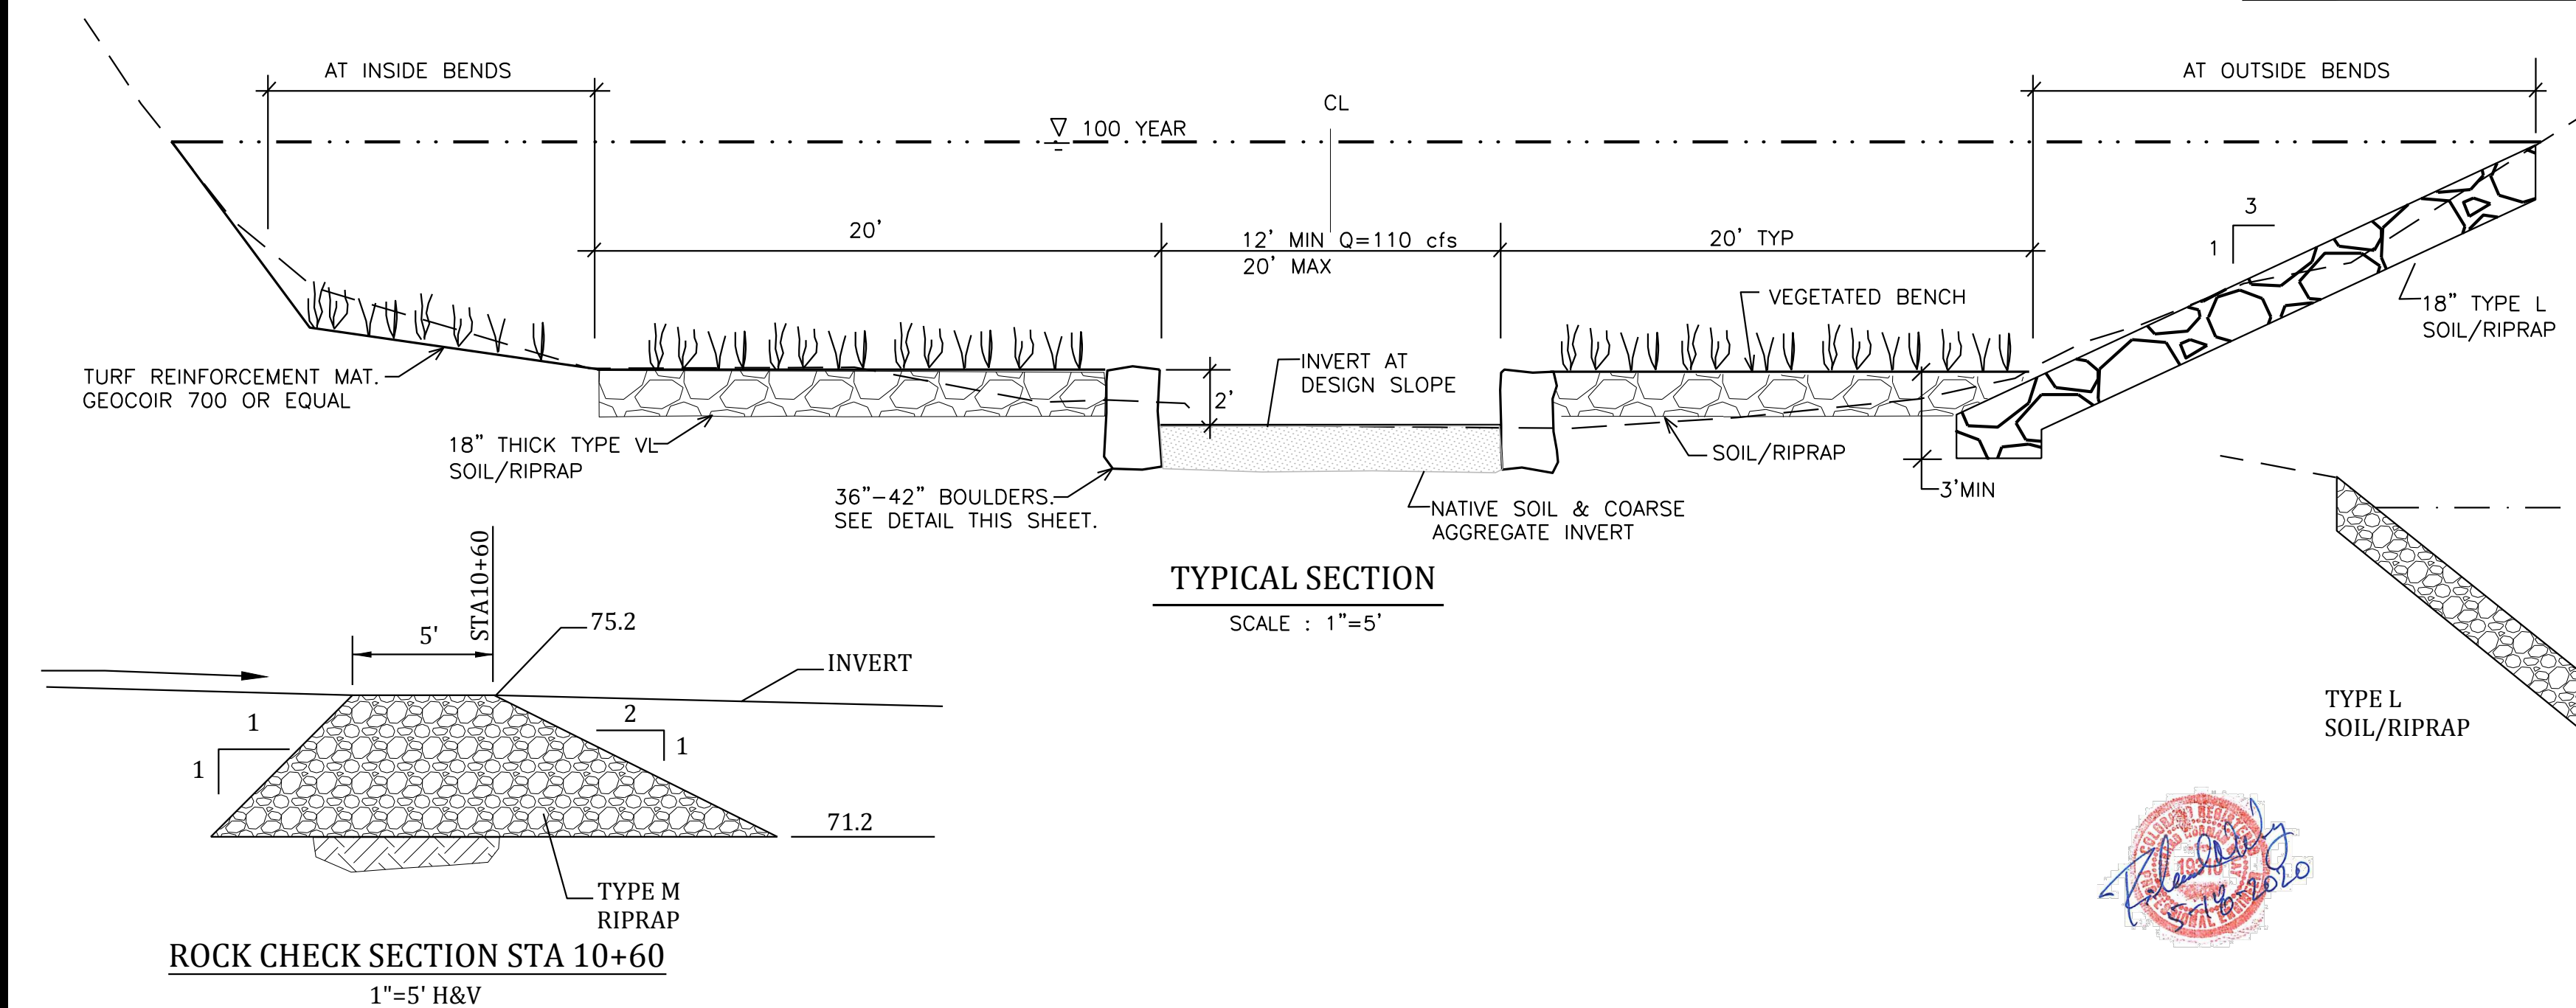 AT INSIDE BENDS
AT OUTSIDE BENDS
CL
100 YEAR
20'
12' MIN Q=110 cfs
20' MAX
20' TYP
3
1
VEGETATED BENCH
18" TYPE L
SOIL/RIPRAP
INVERT AT
DESIGN SLOPE
TURF REINFORCEMENT MAT.
GEOCOIR 700 OR EQUAL
2'
18" THICK TYPE VL
SOIL/RIPRAP
SOIL/RIPRAP
36"-42" BOULDERS.
SEE DETAIL THIS SHEET.
3'MIN
NATIVE SOIL & COARSE
AGGREGATE INVERT
TYPICAL SECTION
SCALE : 1"=5'
STA10+60
5'
75.2
INVERT
1
1
2
1
71.2
TYPE M
RIPRAP
ROCK CHECK SECTION STA 10+60
1"=5' H&V
TYPE L
SOIL/RIPRAP
COLORADO REGISTERED
PROFESSIONAL ENGINEER